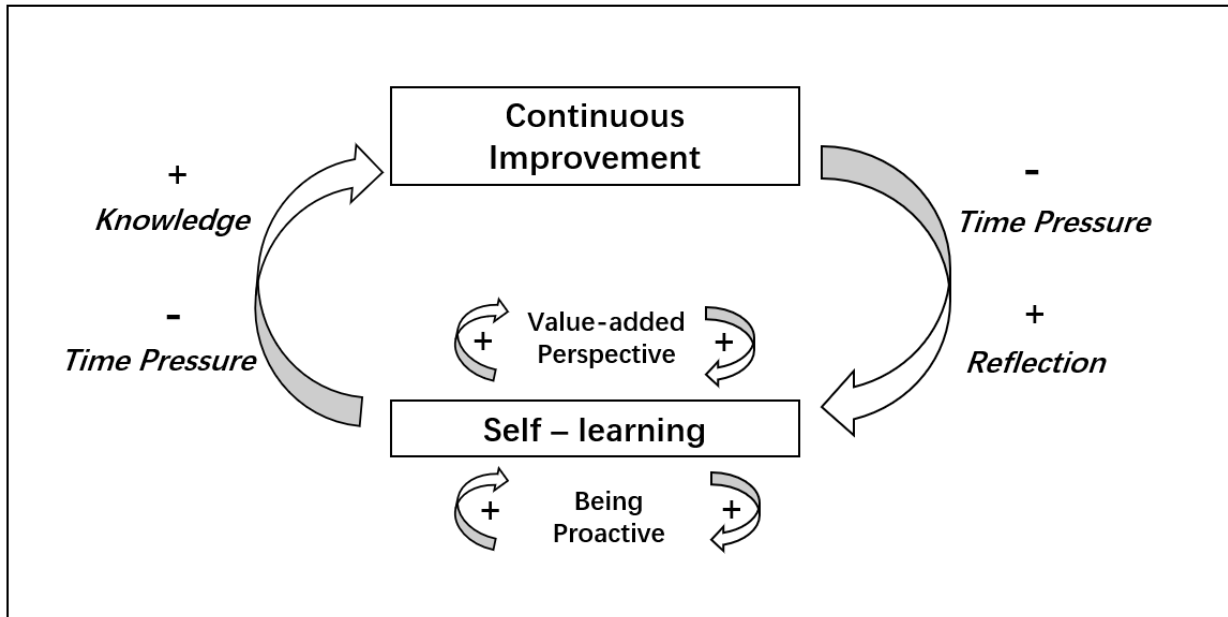 Continuous
Improvement
+
Knowledge
-
Time Pressure
-
Time Pressure
+
Reflection
+
Value-added
Perspective
+
Self – learning
+
Being
Proactive
+